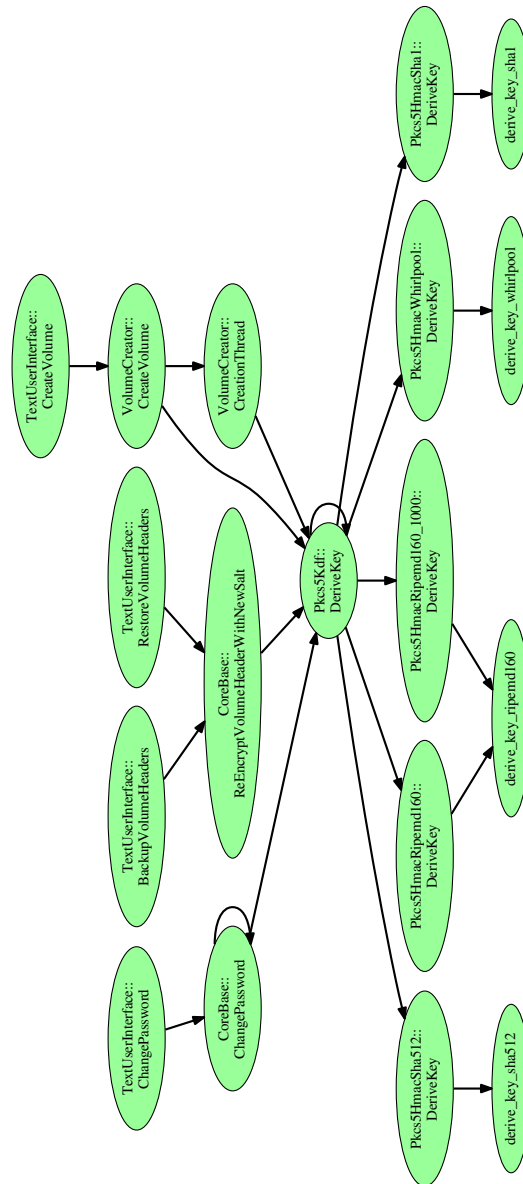 TextUserInterface::
CreateVolume
TextUserInterface::
ChangePassword
TextUserInterface::
BackupVolumeHeaders
TextUserInterface::
RestoreVolumeHeaders
VolumeCreator::
CreateVolume
CoreBase::
ChangePassword
CoreBase::
ReEncryptVolumeHeaderWithNewSalt
VolumeCreator::
CreationThread
Pkcs5Kdf::
DeriveKey
Pkcs5HmacSha512::
DeriveKey
Pkcs5HmacRipemd160::
DeriveKey
Pkcs5HmacRipemd160_1000::
DeriveKey
Pkcs5HmacWhirlpool::
DeriveKey
Pkcs5HmacSha1::
DeriveKey
derive_key_sha512
derive_key_ripemd160
derive_key_whirlpool
derive_key_sha1